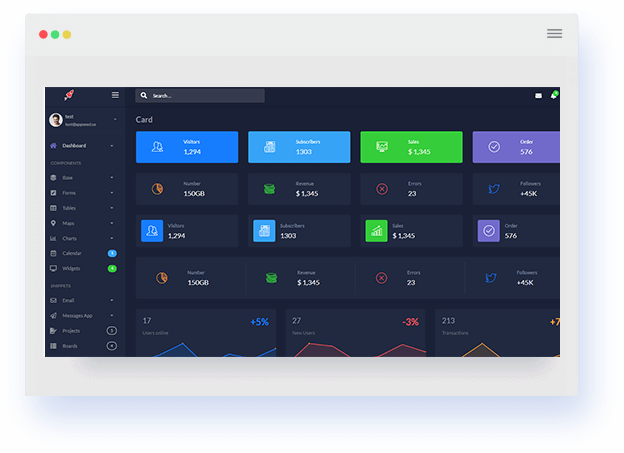 Search...
test
test@appseed.us
Dashboard
COMPONENTS
Base
Forms
Tables
Maps
Charts
Calendar
Widgets
SNIPPETS
Email
Messages App
Projects
Boards
Card
Visitors
1,294
Subscribers
1303
Sales
$ 1,345
Order
576
Number
150GB
Revenue
$ 1,345
Errors
23
Followers
+45K
Visitors
1,294
Subscribers
1303
Sales
$ 1,345
Order
576
Number
150GB
Revenue
$ 1,345
Errors
23
Followers
+45K
17
+5%
Users online
27
-3%
New Users
213
+7
Transactions